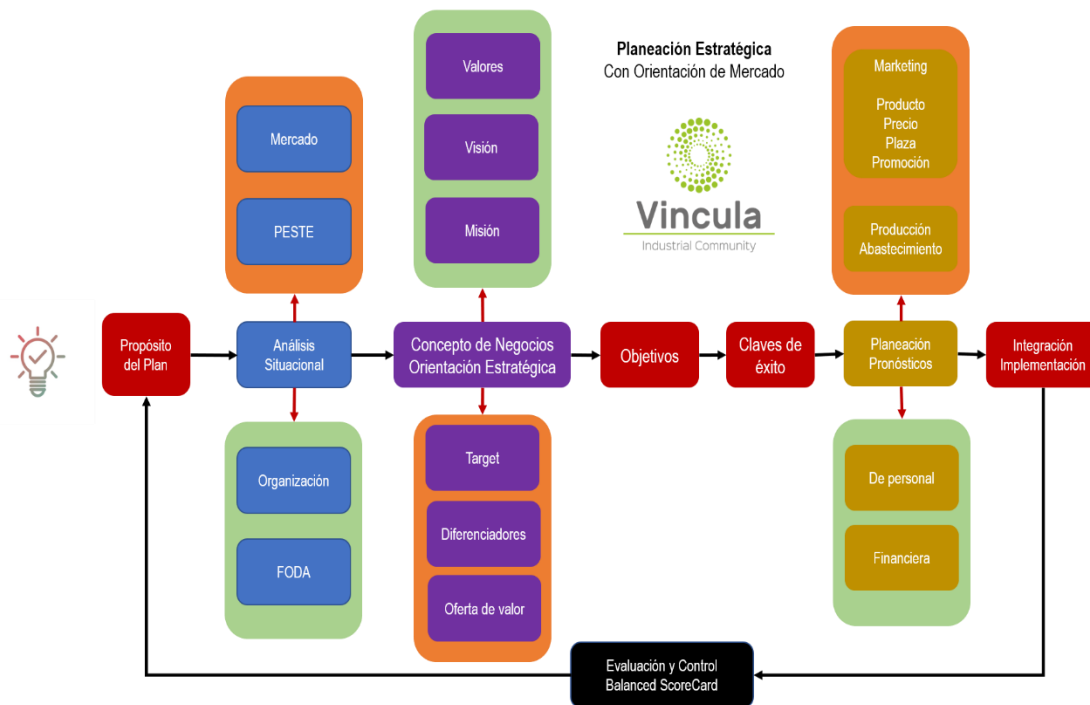 Planeación Estratégica
Con Orientación de Mercado
Vincula
Industrial Community
Mercado
PESTE
Valores
Visión
Misión
Marketing
Producto
Precio
Plaza
Promoción
Producción
Abastecimiento
Propósito
del Plan
Análisis
Situacional
Concepto de Negocios
Orientación Estratégica
Objetivos
Claves de
éxito
Planeación
Pronósticos
Integración
Implementación
Organización
FODA
Target
Diferenciadores
Oferta de valor
De personal
Financiera
Evaluación y Control
Balanced ScoreCard